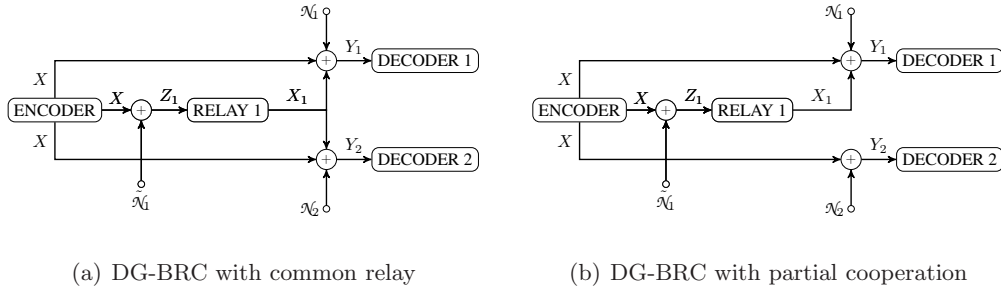 𝒩₁ 𝒩₁
Y₁ DECODER 1 Y₁ DECODER 1
X X
ENCODER X Z₁ RELAY 1 X₁ ENCODER X Z₁ RELAY 1 X₁
X Y₂ DECODER 2 X Y₂ DECODER 2
𝒩̃₁ 𝒩₂ 𝒩̃₁ 𝒩₂
(a) DG-BRC with common relay (b) DG-BRC with partial cooperation